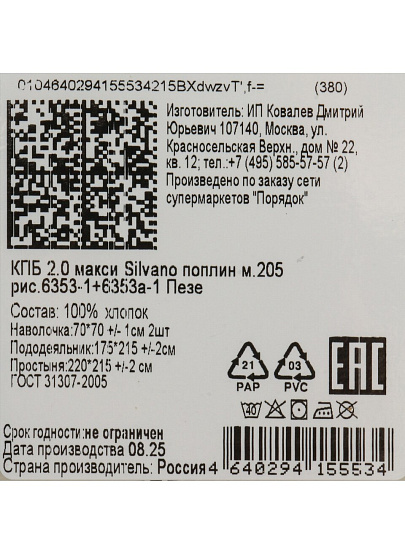 0104640294155534215BXdwzvT',f-= (380)
Изготовитель: ИП Ковалев Дмитрий
Юрьевич 107140, Москва, ул.
Красносельская Верхн., дом № 22,
кв. 12; тел.:+7 (495) 585-57-57 (2)
Произведено по заказу сети
супермаркетов "Порядок"
КПБ 2.0 макси Silvano поплин м.205
рис.6353-1+6353а-1 Пезе
Состав: 100% хлопок
Наволочка:70*70 +/-1см 2шт
Пододеяльник:175*215 +/-2см
Простыня:220*215 +/-2 см
ГОСТ 31307-2005
21 03
PAP PVC
EAC
40
Срок годности:не ограничен
Дата производства 08.25
Страна производитель: Россия
4 640294 155534